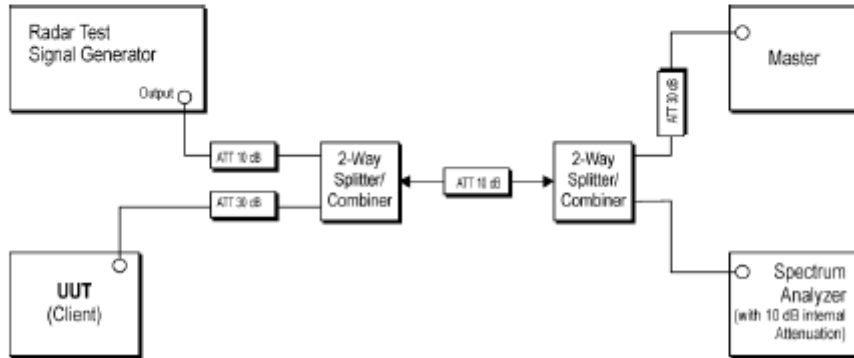 Radar Test
Signal Generator
Output
ATT 10 dB
ATT 30 dB
UUT
(Client)
2-Way
Splitter/
Combiner
ATT 10 dB
2-Way
Splitter/
Combiner
ATT 30 dB
Master
Spectrum
Analyzer
(with 10 dB internal
Attenuation)